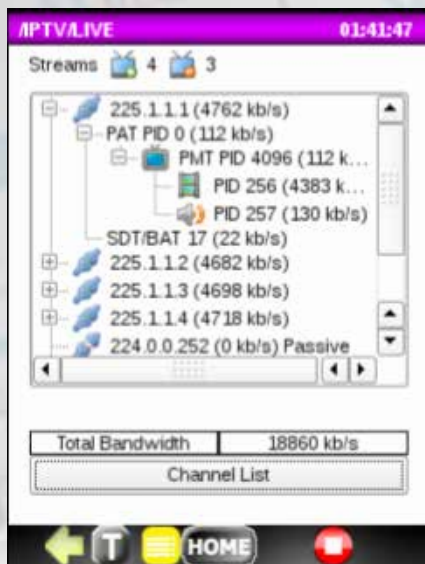 /IPTV/LIVE 01:41:47
Streams 4 3
225.1.1.1 (4762 kb/s)
PAT PID 0 (112 kb/s)
PMT PID 4096 (112 k...
PID 256 (4383 k...
PID 257 (130 kb/s)
SDT/BAT 17 (22 kb/s)
225.1.1.2 (4682 kb/s)
225.1.1.3 (4698 kb/s)
225.1.1.4 (4718 kb/s)
224.0.0.252 (0 kb/s) Passive
Total Bandwidth 18860 kb/s
Channel List
T HOME